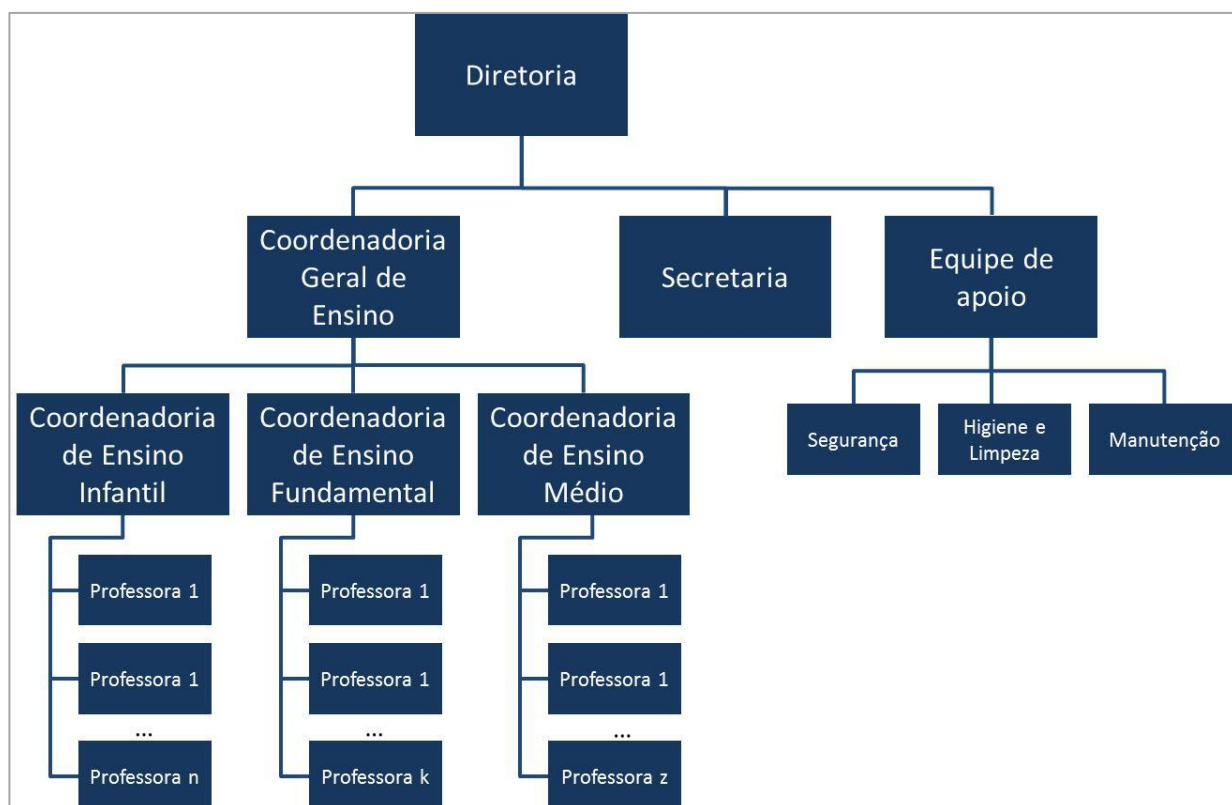 Diretoria
Coordenadoria
Geral de
Ensino
Secretaria
Equipe de
apoio
Coordenadoria
de Ensino
Infantil
Coordenadoria
de Ensino
Fundamental
Coordenadoria
de Ensino
Médio
Segurança
Higiene e
Limpeza
Manutenção
Professora 1
Professora 1
...
Professora n
Professora 1
Professora 1
...
Professora k
Professora 1
Professora 1
...
Professora z